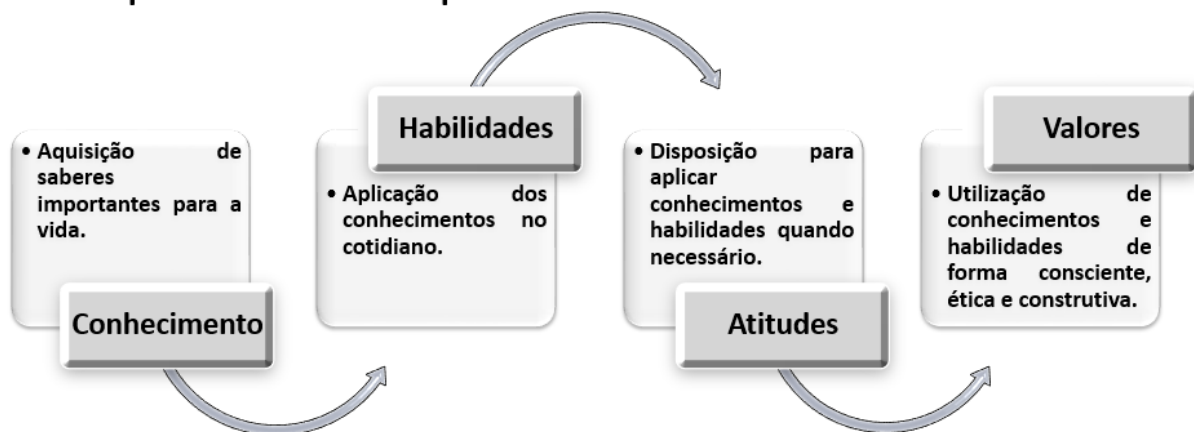 • Aquisição de
saberes
importantes para a
vida.
Conhecimento
Habilidades
• Aplicação dos
conhecimentos no
cotidiano.
• Disposição para
aplicar
conhecimentos e
habilidades quando
necessário.
Atitudes
Valores
• Utilização de
conhecimentos e
habilidades de
forma consciente,
ética e construtiva.